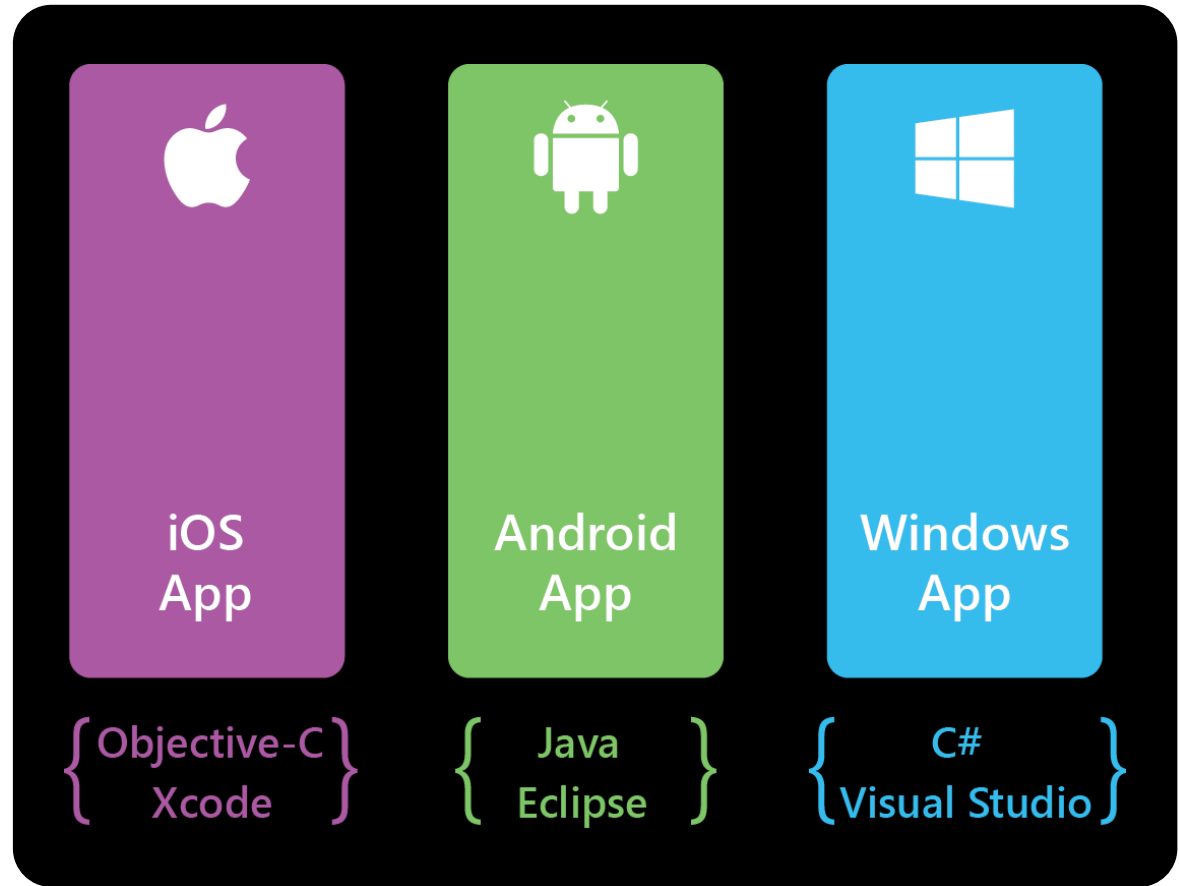 iOS
App
Android
App
Windows
App
{ Objective-C
Xcode }
{ Java
Eclipse }
{ C#
Visual Studio }